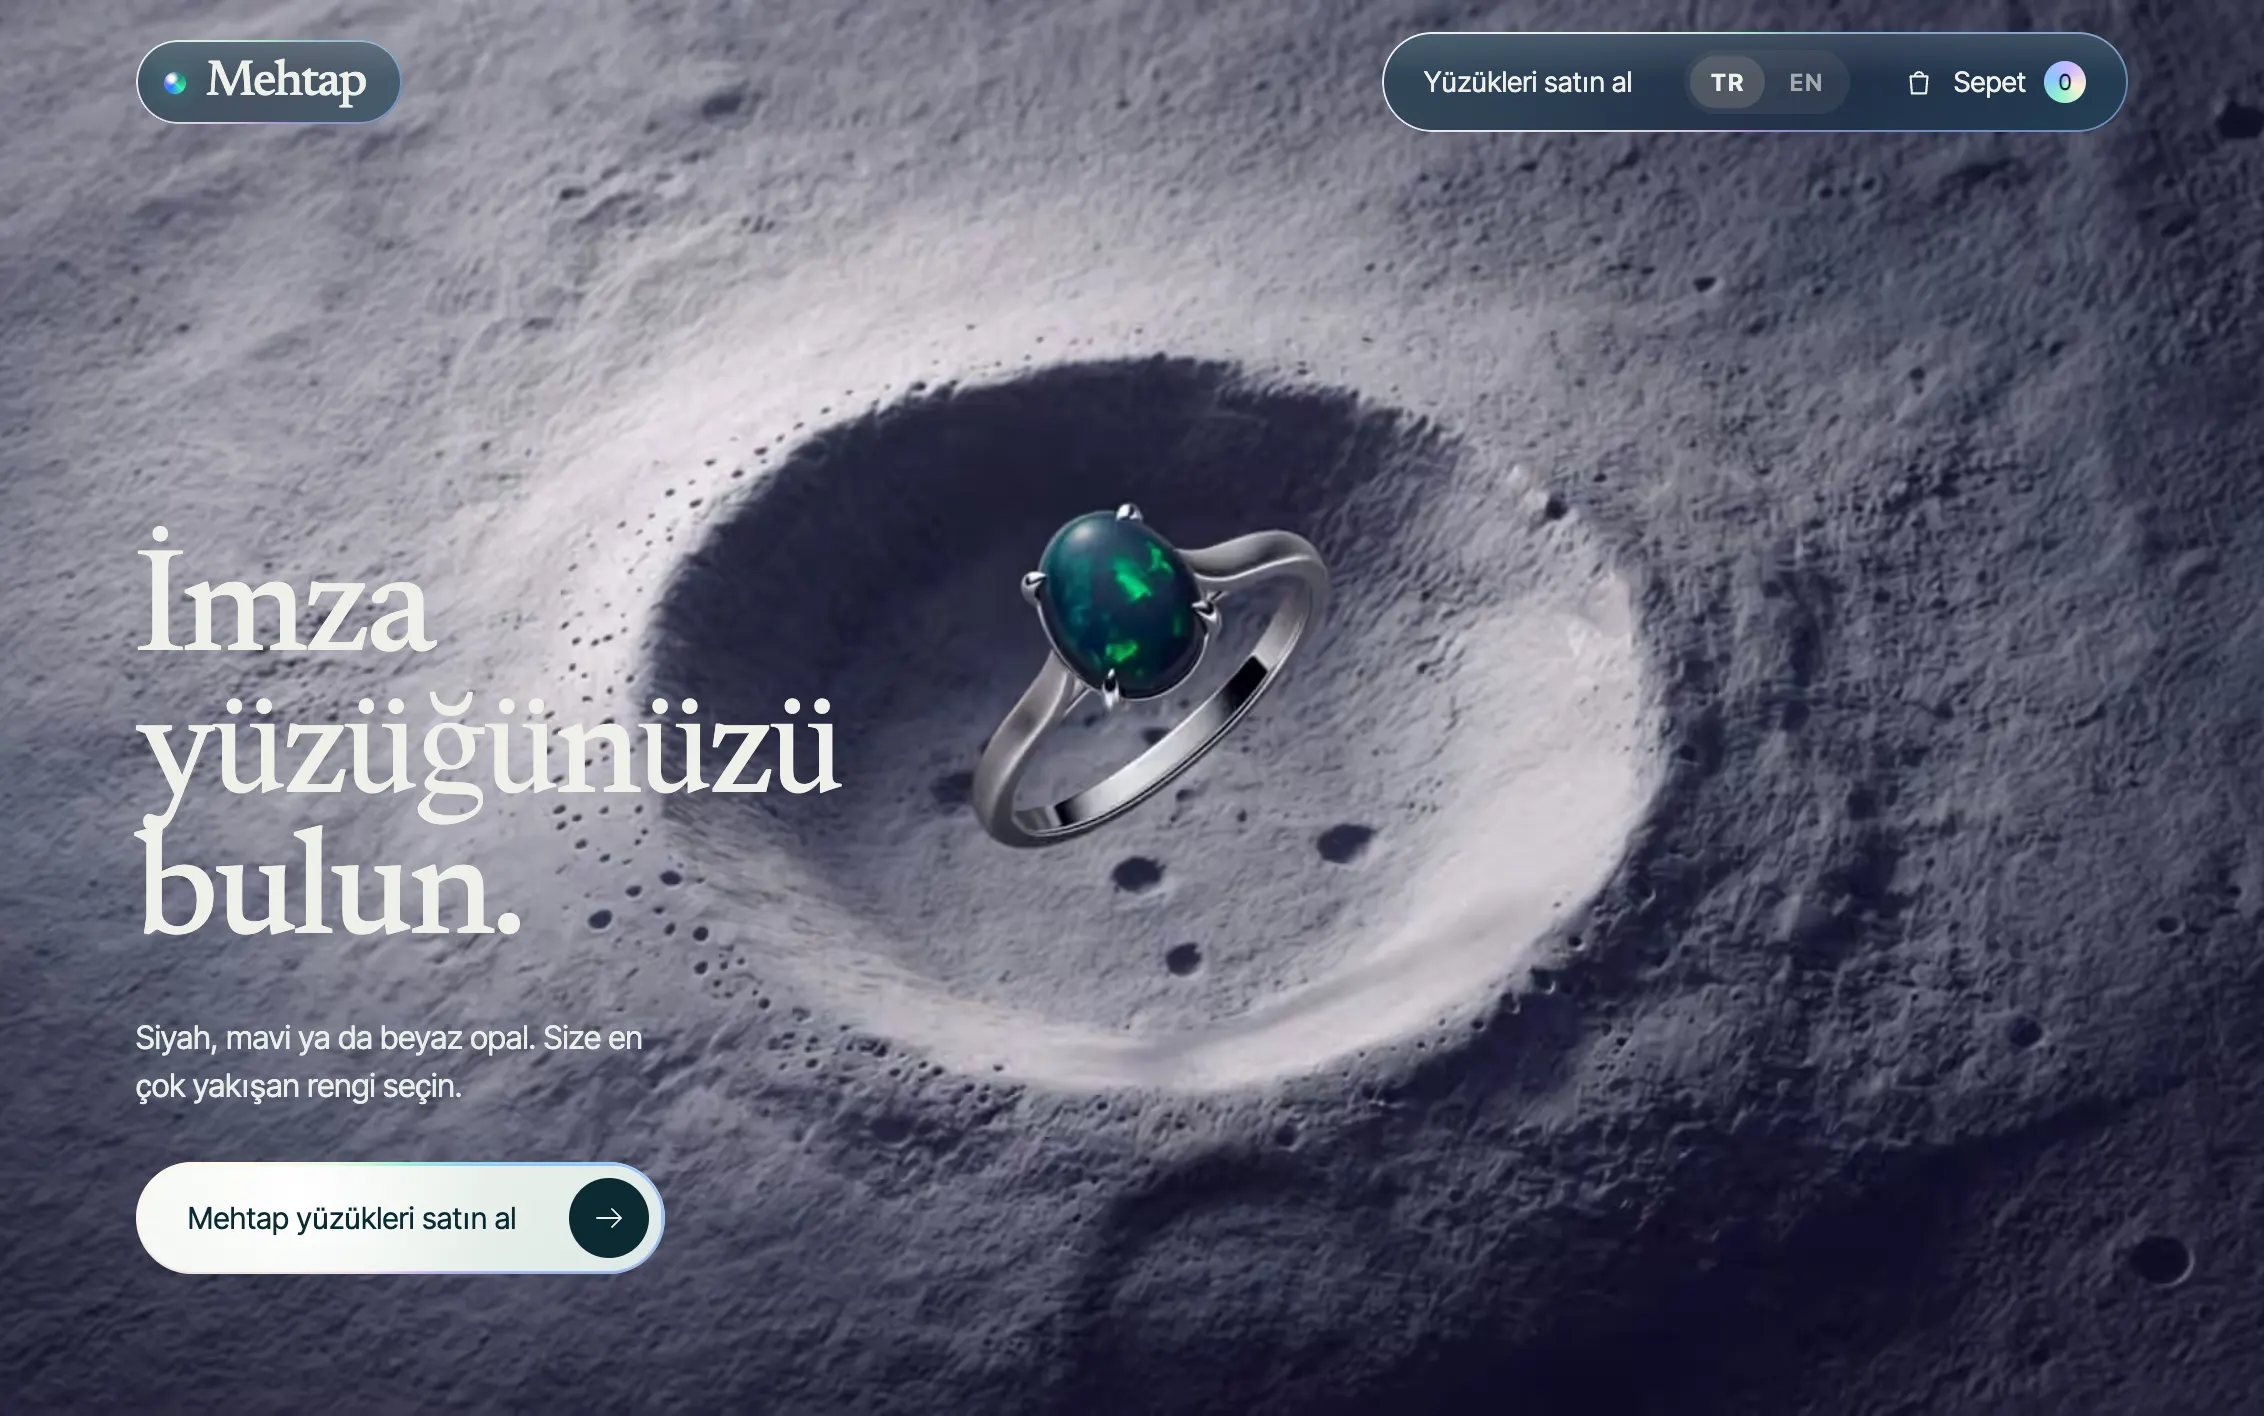 Mehtap
Yüzükleri satın al
TR
EN
Sepet
0
İmza
yüzüğünüzü
bulun.
Siyah, mavi ya da beyaz opal. Size en
çok yakışan rengi seçin.
Mehtap yüzükleri satın al